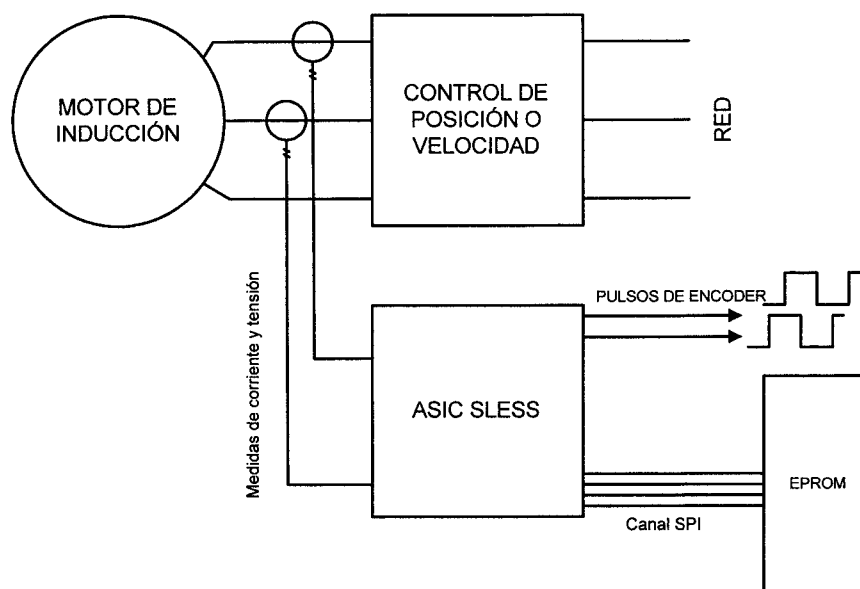 MOTOR DE
INDUCCIÓN
CONTROL DE
POSICIÓN O
VELOCIDAD
RED
Medidas de corriente y tensión
PULSOS DE ENCODER
ASIC SLESS
EPROM
Canal SPI